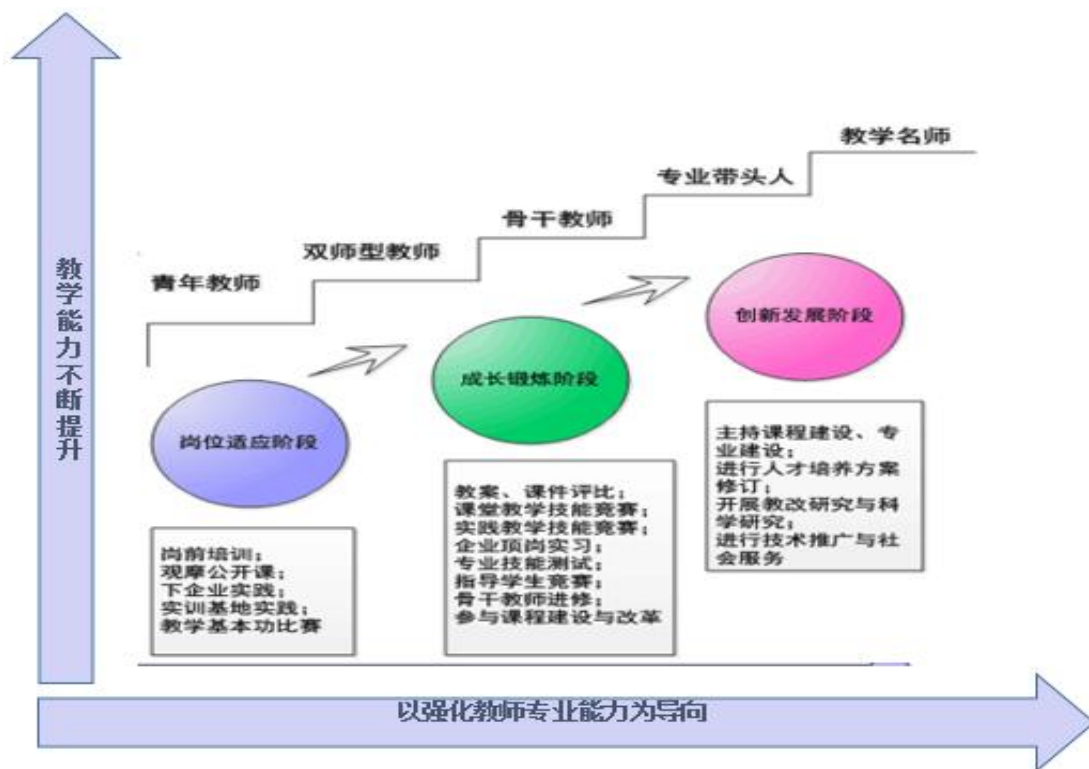 教学名师
专业带头人
骨干教师
双师型教师
青年教师
创新发展阶段
成长锻炼阶段
岗位适应阶段
主持课程建设、专
业建设；
进行人才培养方案
修订；
开展教改研究与科
学研究；
进行技术推广与社
会服务
教案、课件评比；
课堂教学技能竞赛；
实践教学技能竞赛；
企业顶岗实习；
专业技能测试；
指导学生竞赛；
骨干教师进修；
参与课程建设与改革
岗前培训；
观摩公开课；
下企业实践；
实训基地实践；
教学基本功比赛
教学能力不断提升
以强化教师专业能力为导向